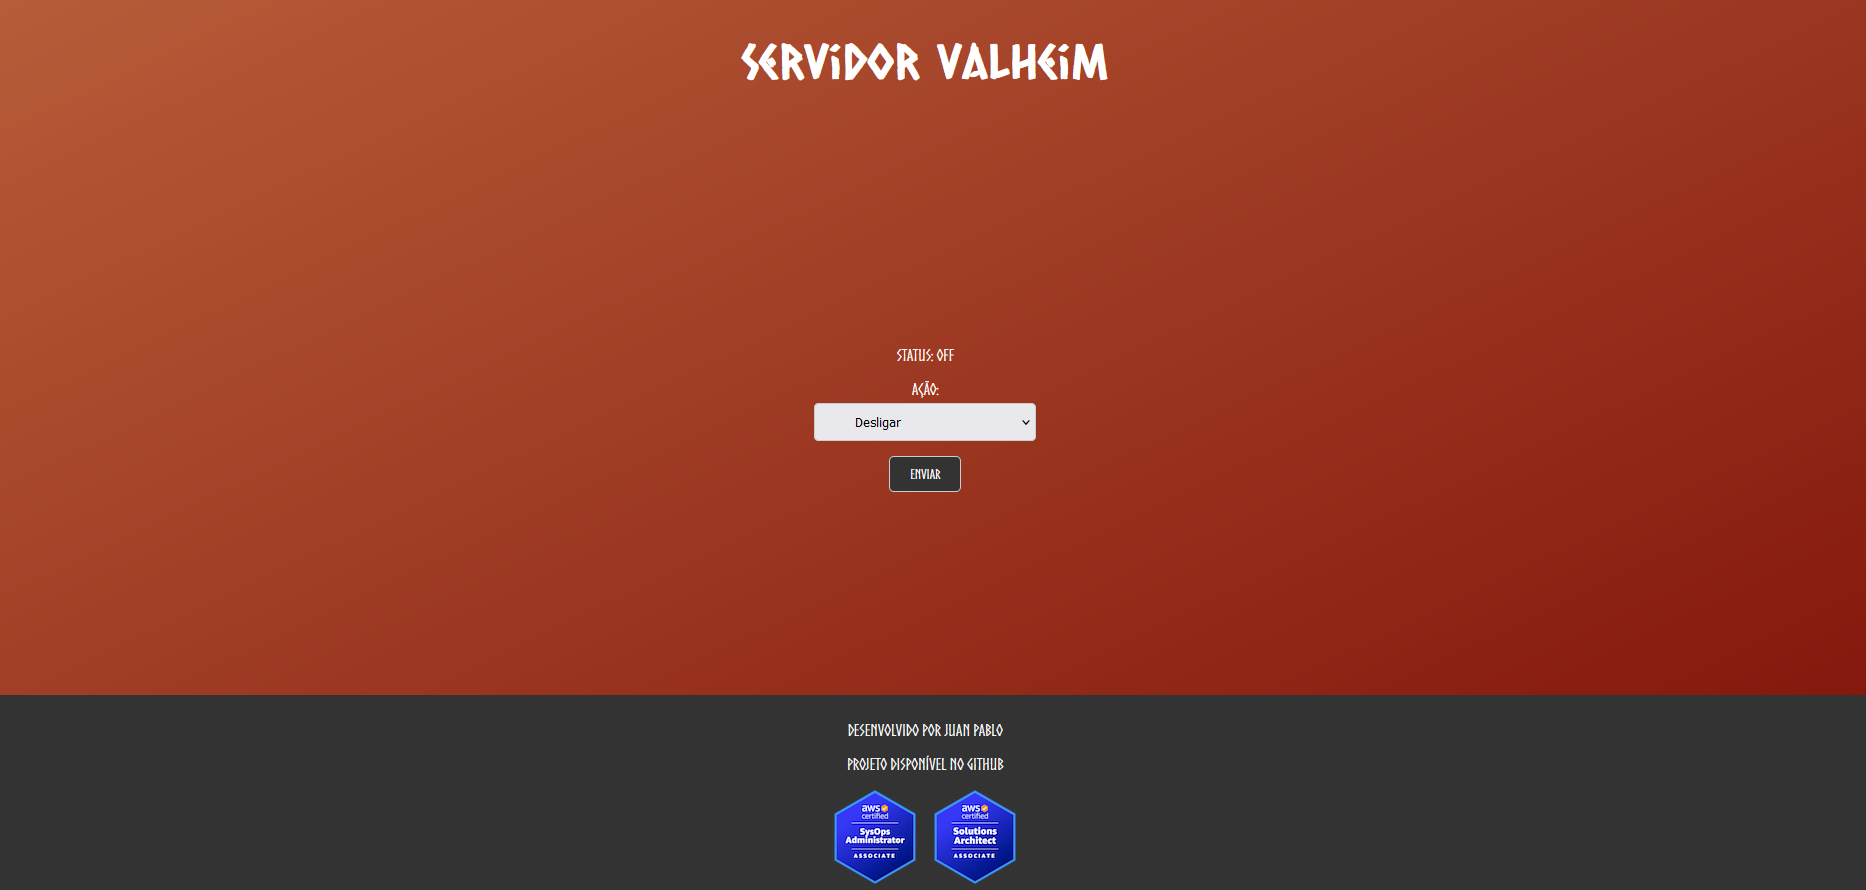 SERViDOR VALHEiM
STATUS: OFF
AÇÃO:
Desligar
ENVIAR
DESENVOLVIDO POR JUAN PABLO
PROJETO DISPONÍVEL NO GITHUB
aws
certified
SysOps
Administrator
ASSOCIATE
aws
certified
Solutions
Architect
ASSOCIATE